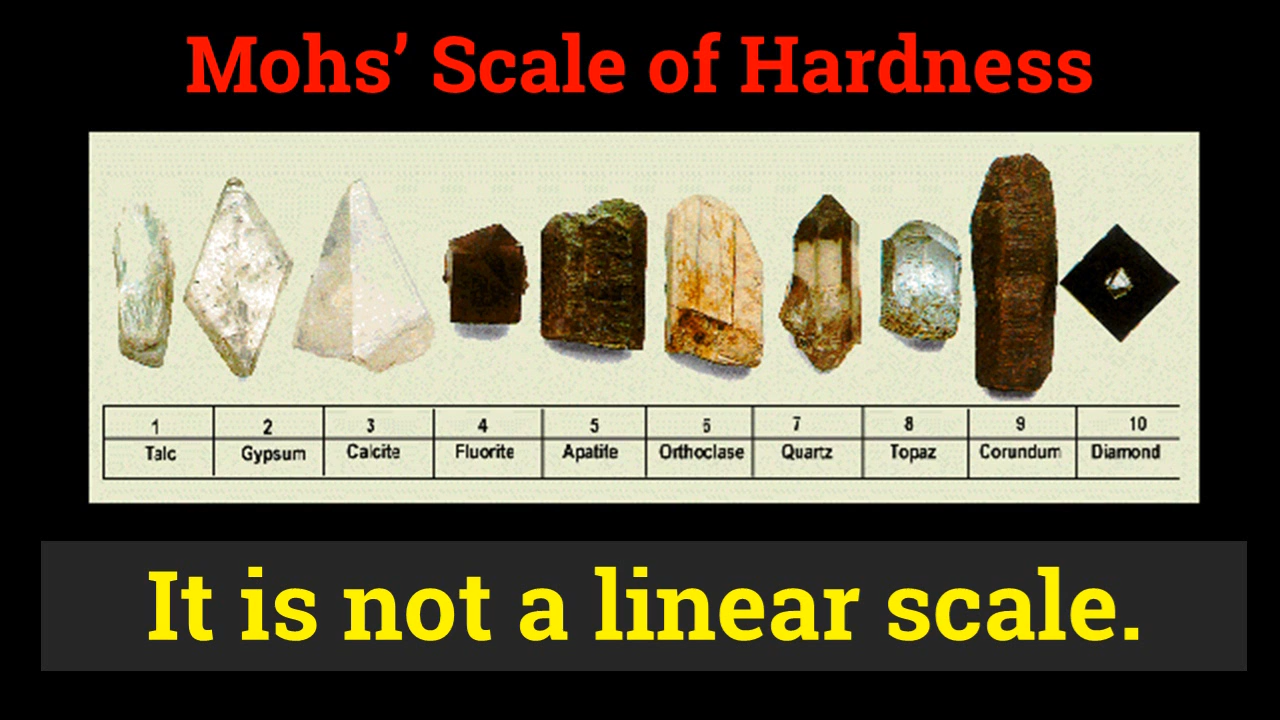 Mohs’ Scale of Hardness
1 2 3 4 5 6 7 8 9 10
Talc Gypsum Calcite Fluorite Apatite Orthoclase Quartz Topaz Corundum Diamond
It is not a linear scale.